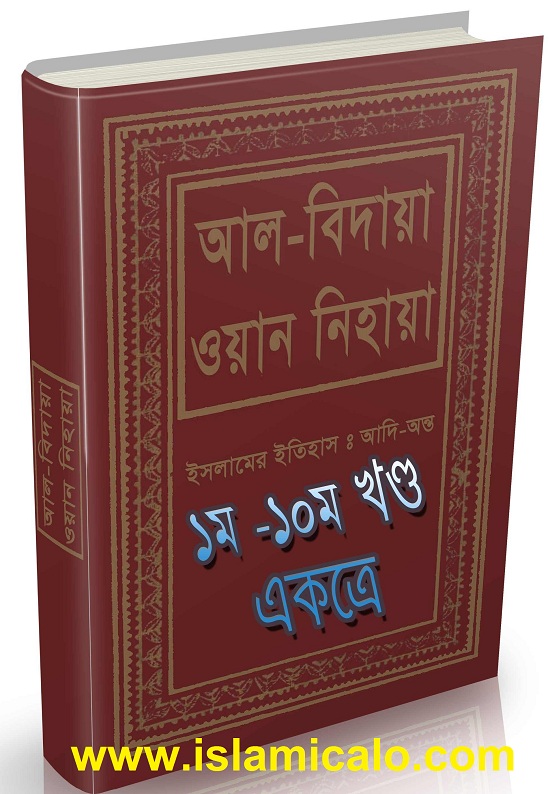 আল-বিদায়া
ওয়ান নিহায়া
ইসলামের ইতিহাস ঃ আদি-অন্ত
১ম -১০ম খণ্ড
একত্রে
আল-বিদায়া
ওয়ান নিহায়া
www.islamicalo.com